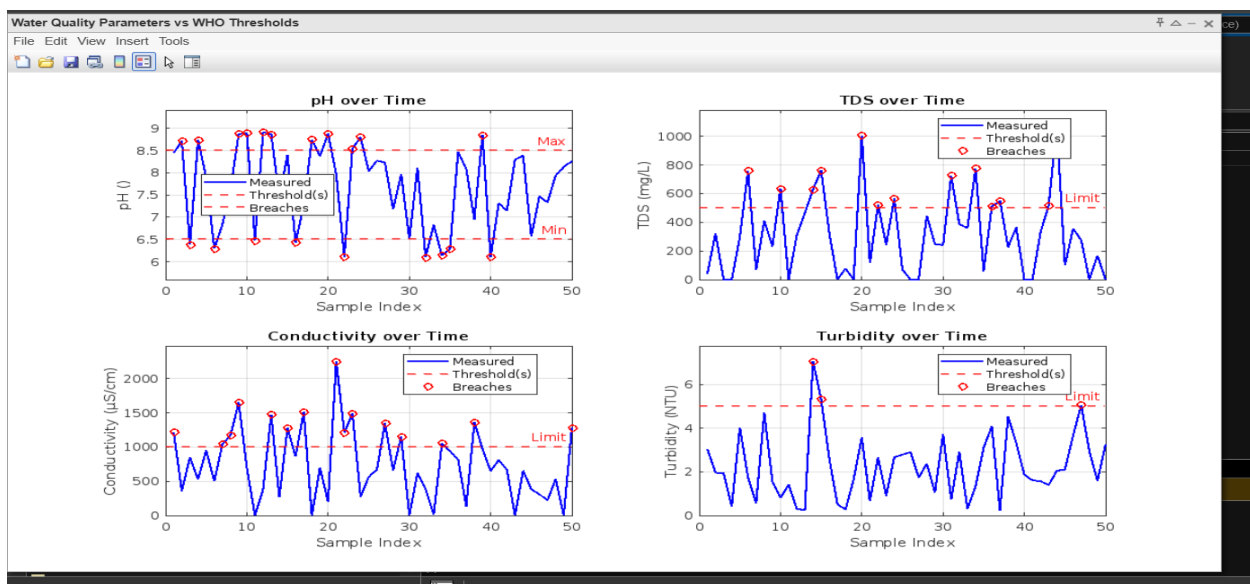 Water Quality Parameters vs WHO Thresholds
ce)
File Edit View Insert Tools
pH over Time
9
8.5
8
7.5
7
6.5
6
pH ()
Max
Min
Measured
Threshold(s)
Breaches
0 10 20 30 40 50
Sample Index
TDS over Time
1000
800
600
400
200
0
TDS (mg/L)
Measured
Threshold(s)
Breaches
Limit
0 10 20 30 40 50
Sample Index
Conductivity over Time
2000
1500
1000
500
0
Conductivity (µS/cm)
Measured
Threshold(s)
Breaches
Limit
0 10 20 30 40 50
Sample Index
Turbidity over Time
6
4
2
0
Turbidity (NTU)
Measured
Threshold(s)
Breaches
Limit
0 10 20 30 40 50
Sample Index